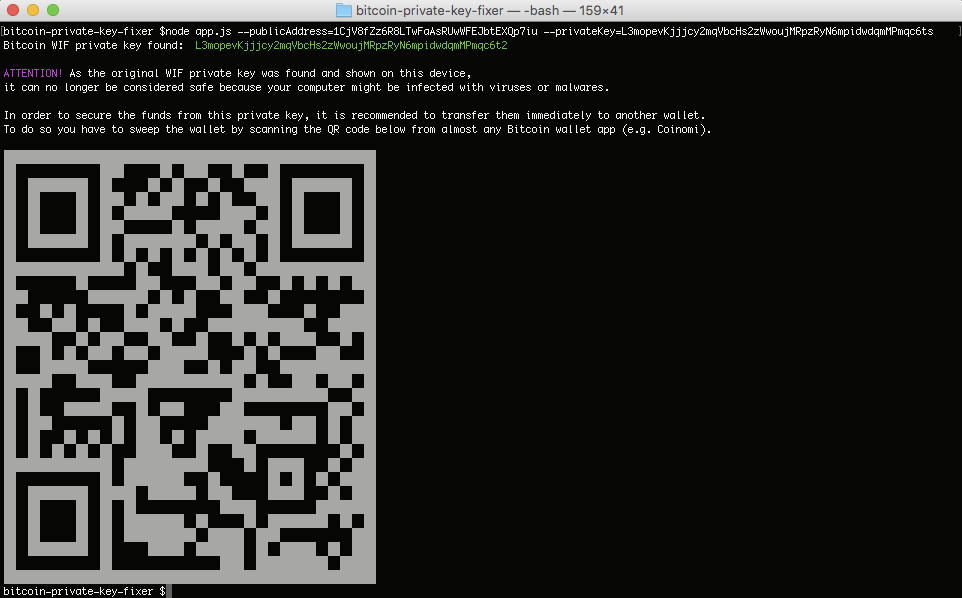 bitcoin-private-key-fixer — -bash — 159×41
[bitcoin-private-key-fixer $node app.js --publicAddress=1CjV8fZz6R8LTwFaAsRUwWFEJbtEXQp7iu --privateKey=L3mopevKjjjcy2mqVbcHs2zWwoujMRpzRyN6mpidwdqmMPmqc6ts ]
Bitcoin WIF private key found: L3mopevKjjjcy2mqVbcHs2zWwoujMRpzRyN6mpidwdqmMPmqc6t2
ATTENTION! As the original WIF private key was found and shown on this device,
it can no longer be considered safe because your computer might be infected with viruses or malwares.
In order to secure the funds from this private key, it is recommended to transfer them immediately to another wallet.
To do so you have to sweep the wallet by scanning the QR code below from almost any Bitcoin wallet app (e.g. Coinomi).
bitcoin-private-key-fixer $